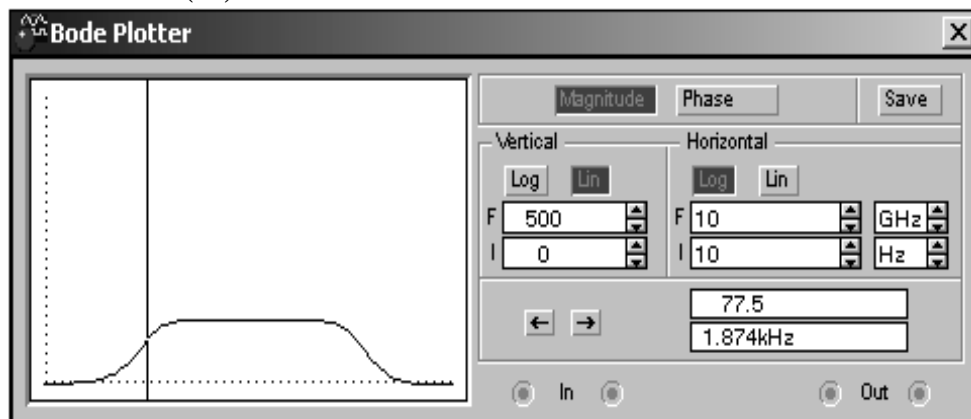 Bode Plotter
Magnitude Phase Save
Vertical Horizontal
Log Lin Log Lin
F 500 F 10 GHz
I 0 I 10 Hz
77.5
1.874kHz
In Out